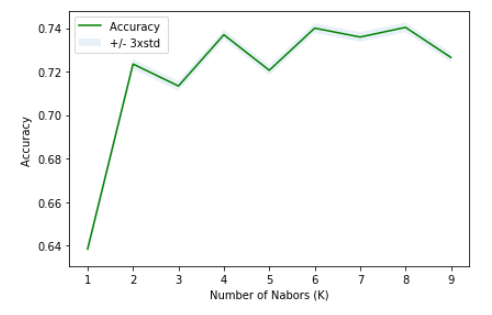 Accuracy
+/- 3xstd
0.74
0.72
0.70
0.68
0.66
0.64
Accuracy
1 2 3 4 5 6 7 8 9
Number of Nabors (K)